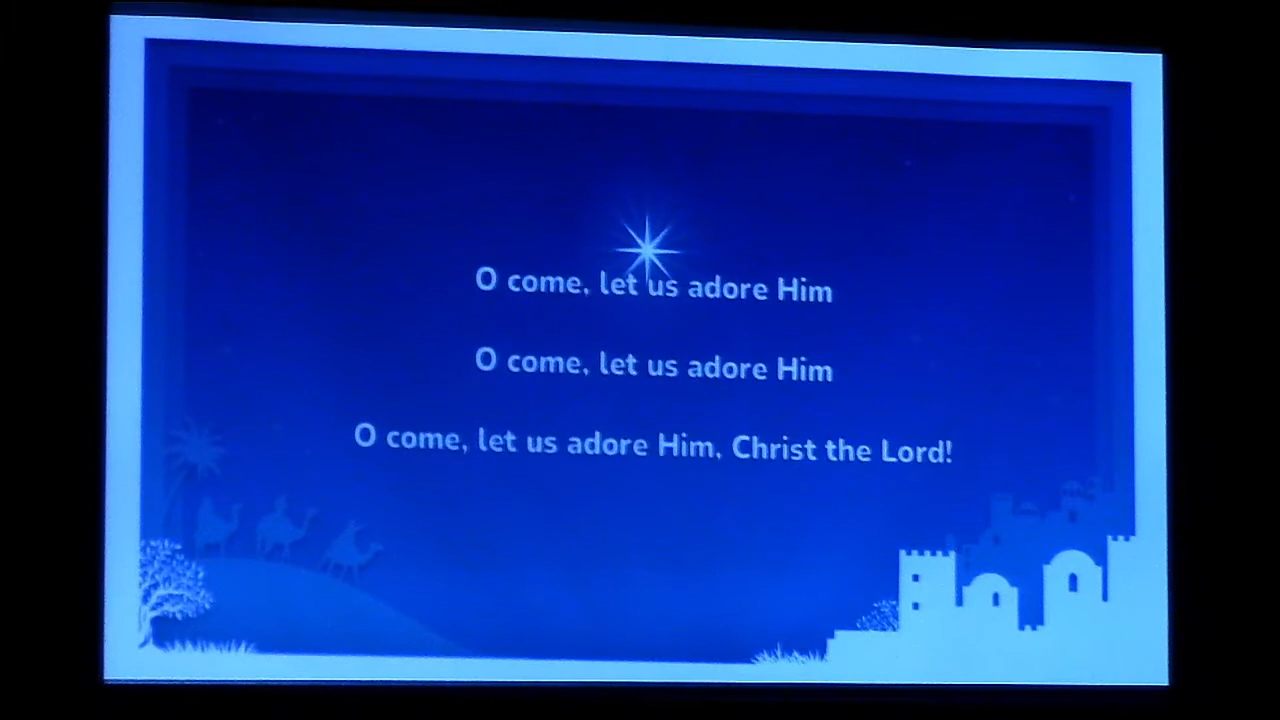 O come, let us adore Him
O come, let us adore Him
O come, let us adore Him, Christ the Lord!